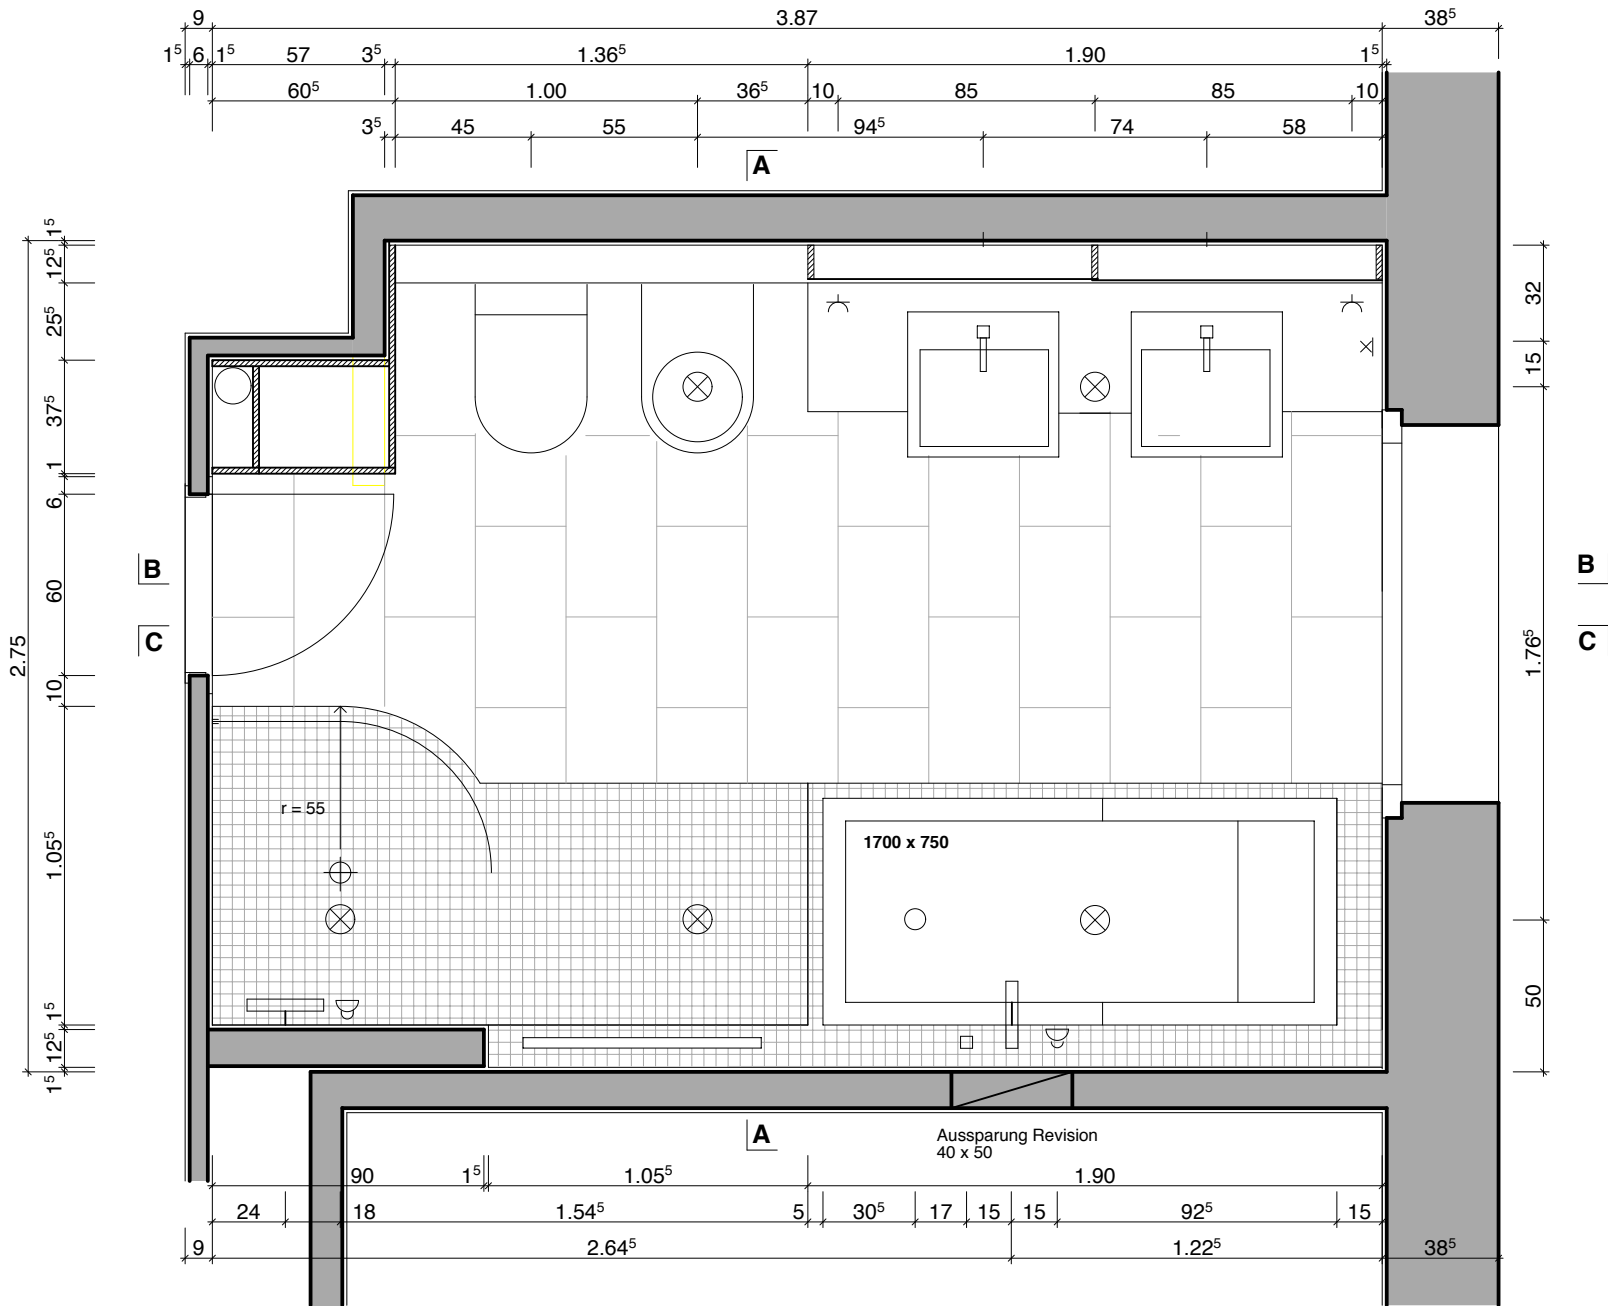 9 3.87 38⁵
1⁵ 6 1⁵ 57 3⁵ 1.36⁵ 1.90 1⁵
60⁵ 1.00 36⁵ 10 85 85 10
3⁵ 45 55 94⁵ 74 58
A
1⁵
12⁵
25⁵
37⁵
1
6
60
10
1.05⁵
1⁵
12⁵
1⁵
2.75
32
15
1.76⁵
50
B
C
B
C
r = 55
1700 x 750
A
Aussparung Revision
40 x 50
90 1⁵ 1.05⁵ 1.90
24 18 1.54⁵ 5 30⁵ 17 15 15 92⁵ 15
9 2.64⁵ 1.22⁵ 38⁵